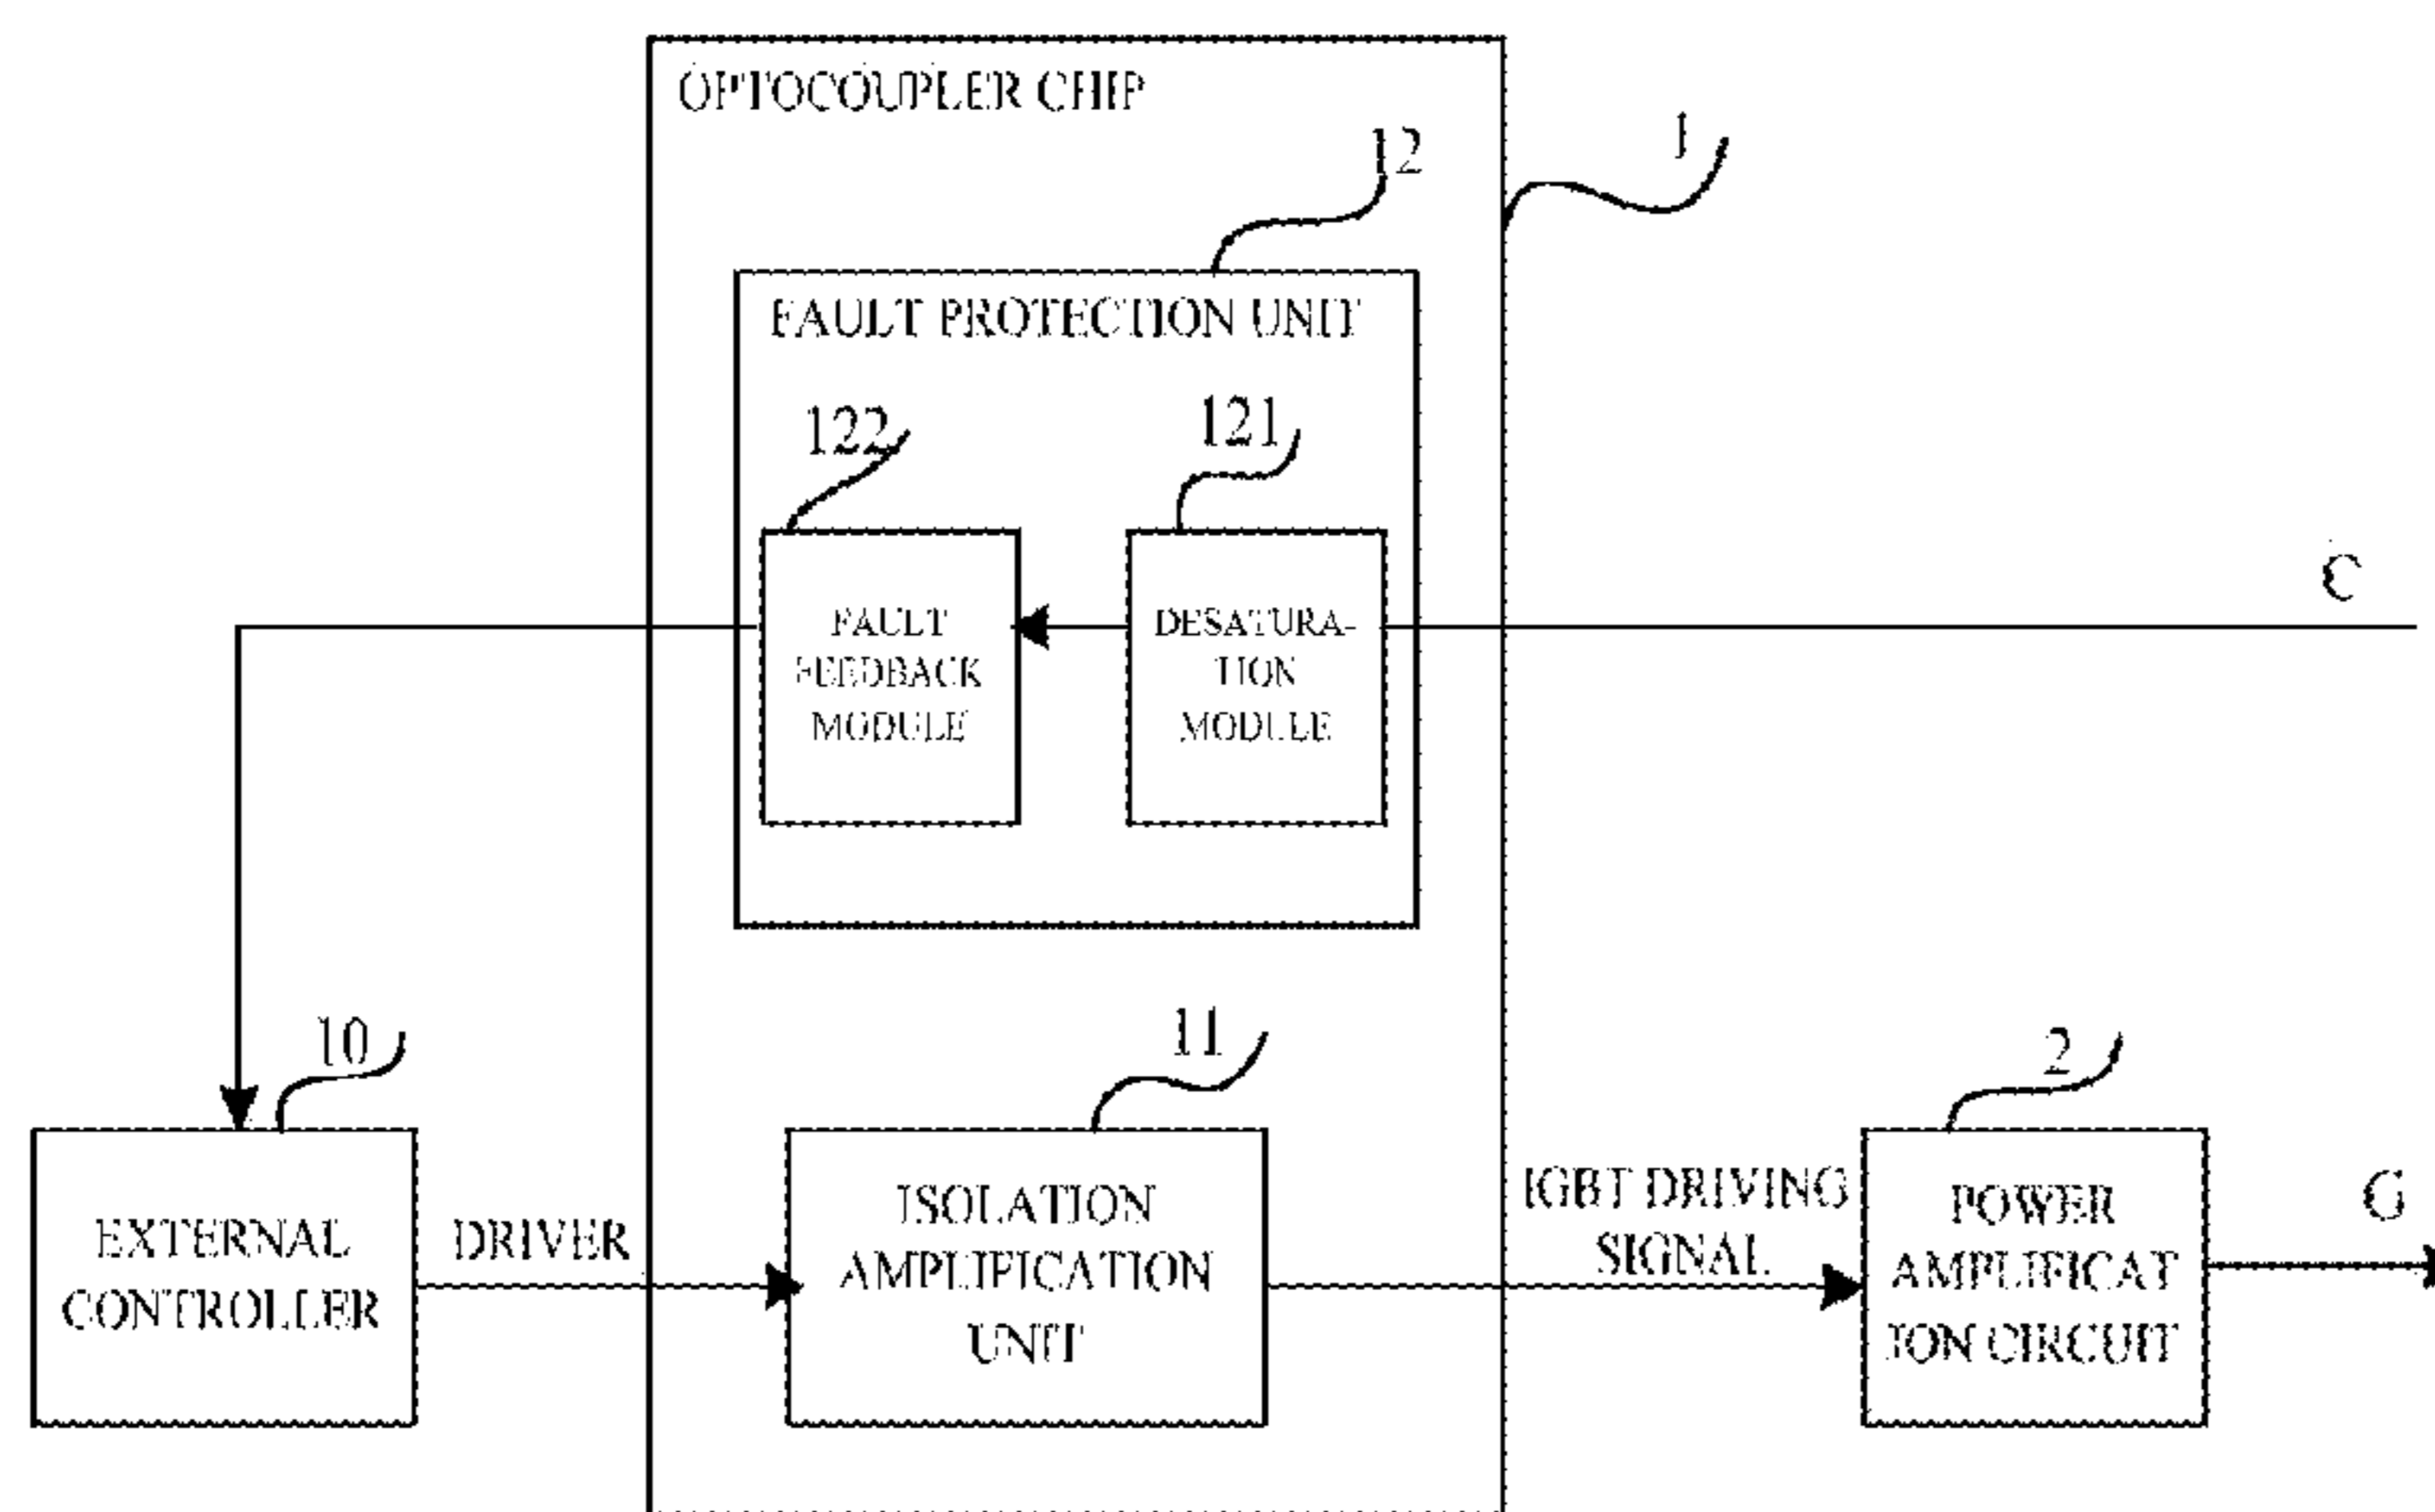 OPTOCOUPLER CHIP
12
1
FAULT PROTECTION UNIT
122
121
C
FAULT
FEEDBACK
MODULE
DESATURA-
TION
MODULE
10
11
2
EXTERNAL
CONTROLLER
DRIVER
ISOLATION
AMPLIFICATION
UNIT
IGBT DRIVING
SIGNAL
POWER
AMPLIFICAT
ION CIRCUIT
G